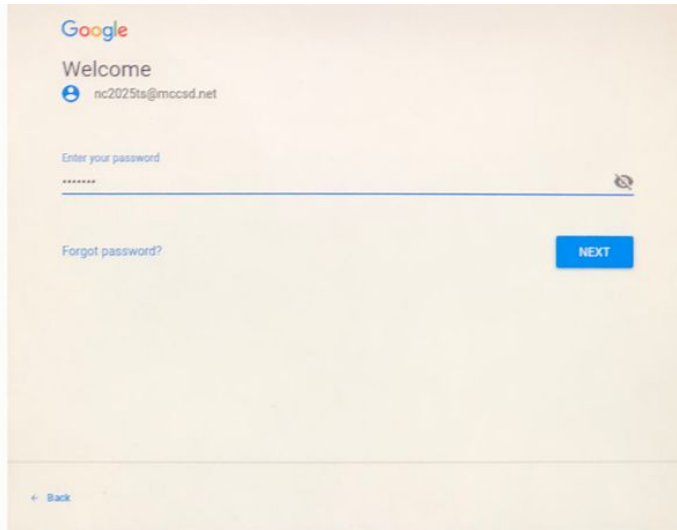 Google
Welcome
nc2025ts@mccsd.net
Enter your password
•••••••
Forgot password?
NEXT
← Back